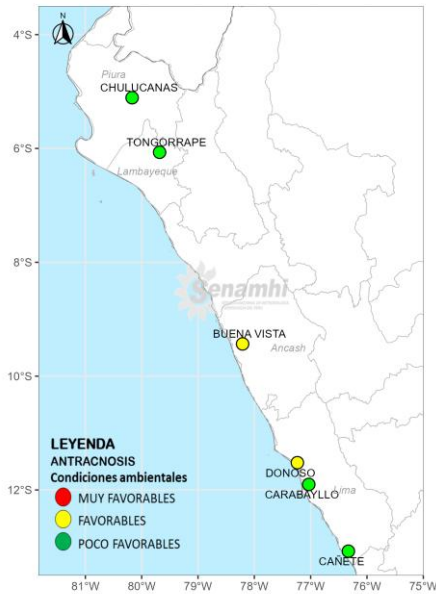 N
4°S
Piura
CHULUCANAS
TONGORRAPE
6°S
Lambayeque
8°S
Senamhi
BUENA VISTA
Ancash
10°S
LEYENDA
ANTRACNOSIS
Condiciones ambientales
MUY FAVORABLES
FAVORABLES
POCO FAVORABLES
DONOSO
CARABAYLLO
Lima
12°S
CAÑETE
81°W
80°W
79°W
78°W
77°W
76°W
75°W